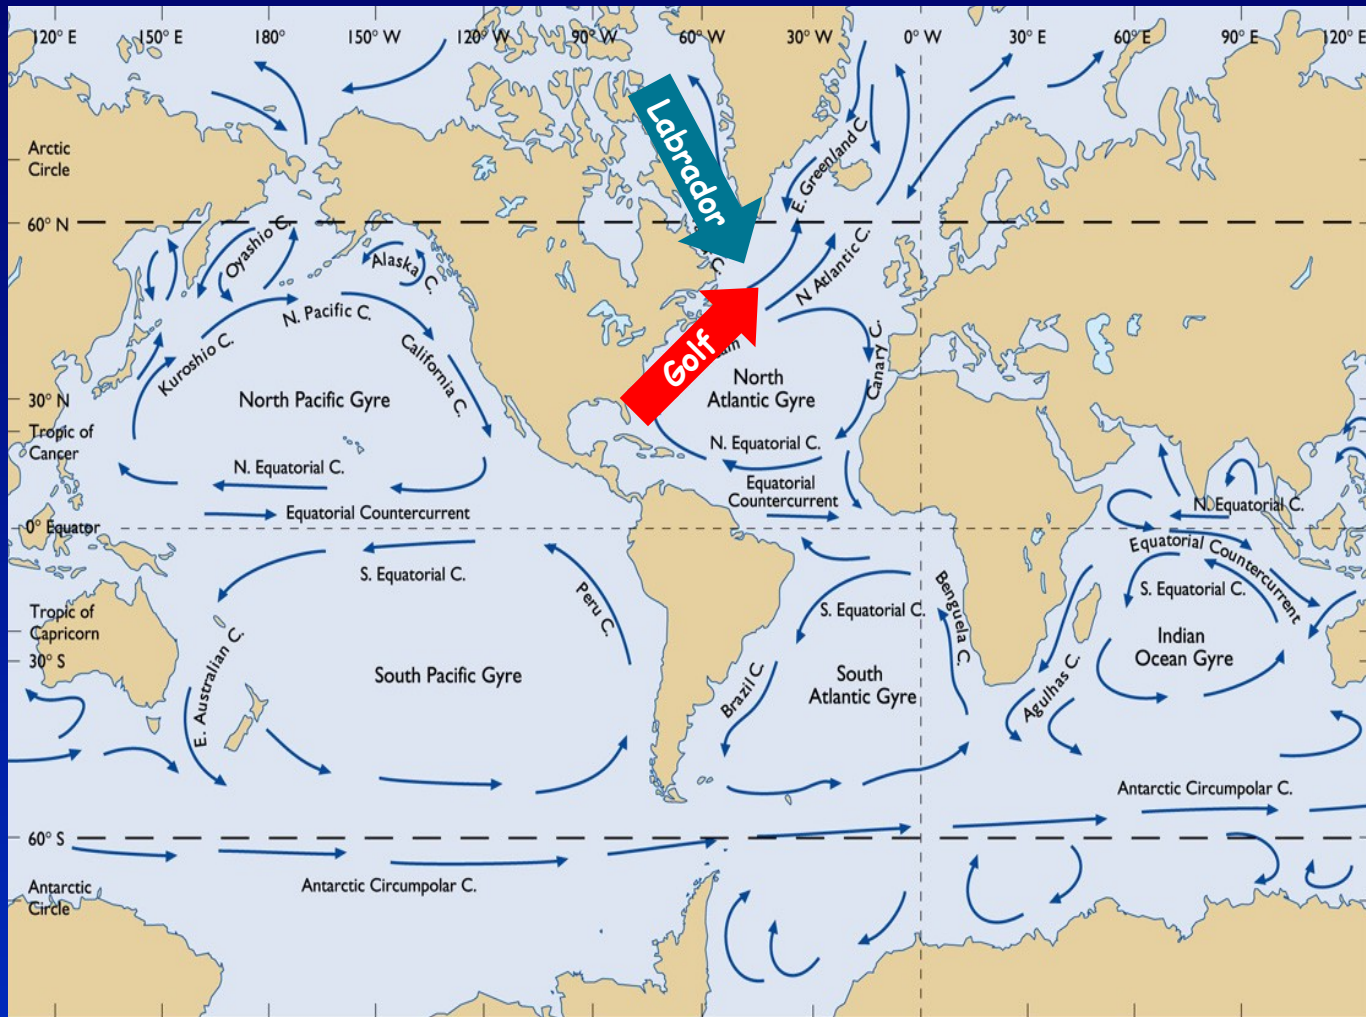 120° E
150° E
180°
150° W
120° W
90° W
60° W
30° W
0° W
30° E
60° E
90° E
120° E
Arctic
Circle
60° N
30° N
Tropic of
Cancer
0° Equator
Tropic of
Capricorn
30° S
60° S
Antarctic
Circle
Labrador
Golf
E. Greenland C.
Oyashio C.
Alaska C.
N. Pacific C.
N Atlantic C.
Kuroshio C.
California C.
Canary C.
North Pacific Gyre
North
Atlantic Gyre
N. Equatorial C.
N. Equatorial C.
Equatorial
Countercurrent
Equatorial Countercurrent
N. Equatorial C.
Equatorial Countercurrent
S. Equatorial C.
Peru C.
S. Equatorial C.
Benguela C.
S. Equatorial C.
Indian
Ocean Gyre
E. Australian C.
South Pacific Gyre
Brazil C.
South
Atlantic Gyre
Agulhas C.
Antarctic Circumpolar C.
Antarctic Circumpolar C.